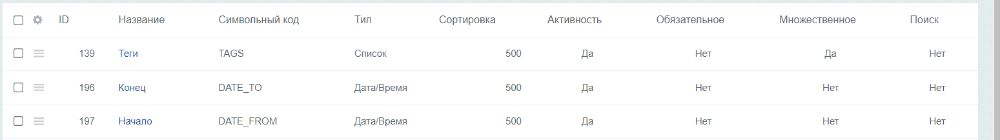 ID Название Символьный код Тип Сортировка Активность Обязательное Множественное Поиск
139 Теги TAGS Список 500 Да Нет Да Нет
196 Конец DATE_TO Дата/Время 500 Да Нет Нет Нет
197 Начало DATE_FROM Дата/Время 500 Да Нет Нет Нет